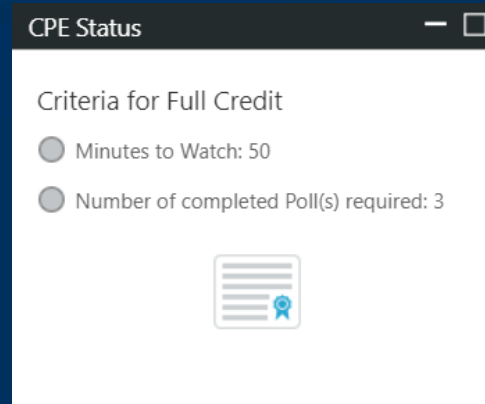 CPE Status
Criteria for Full Credit
Minutes to Watch: 50
Number of completed Poll(s) required: 3